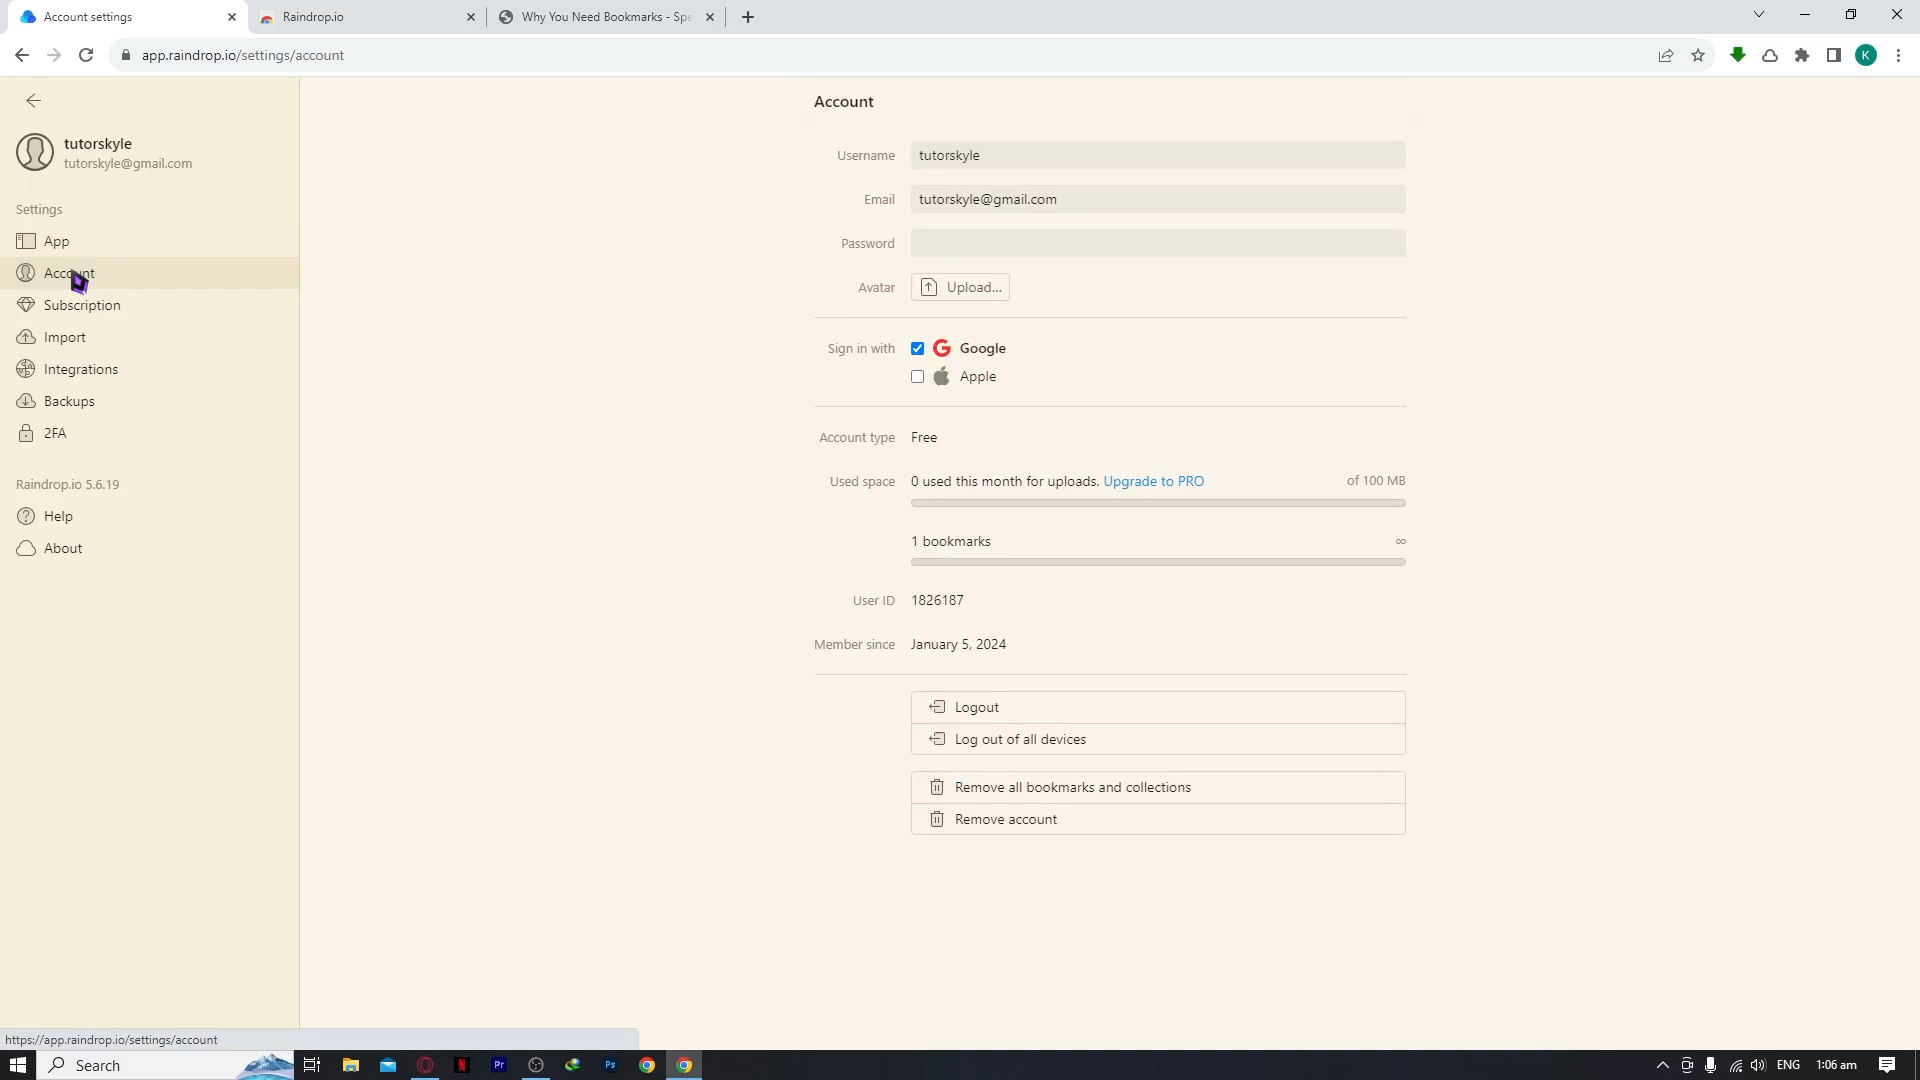 Account settings
Raindrop.io
Why You Need Bookmarks - Spe
app.raindrop.io/settings/account
K
tutorskyle
tutorskyle@gmail.com
Settings
App
Account
Subscription
Import
Integrations
Backups
2FA
Raindrop.io 5.6.19
Help
About
Account
Username tutorskyle
Email tutorskyle@gmail.com
Password
Avatar Upload...
Sign in with Google
Apple
Account type Free
Used space 0 used this month for uploads. Upgrade to PRO of 100 MB
1 bookmarks ∞
User ID 1826187
Member since January 5, 2024
Logout
Log out of all devices
Remove all bookmarks and collections
Remove account
https://app.raindrop.io/settings/account
Search
N
Pr
Ps
ENG
1:06 am